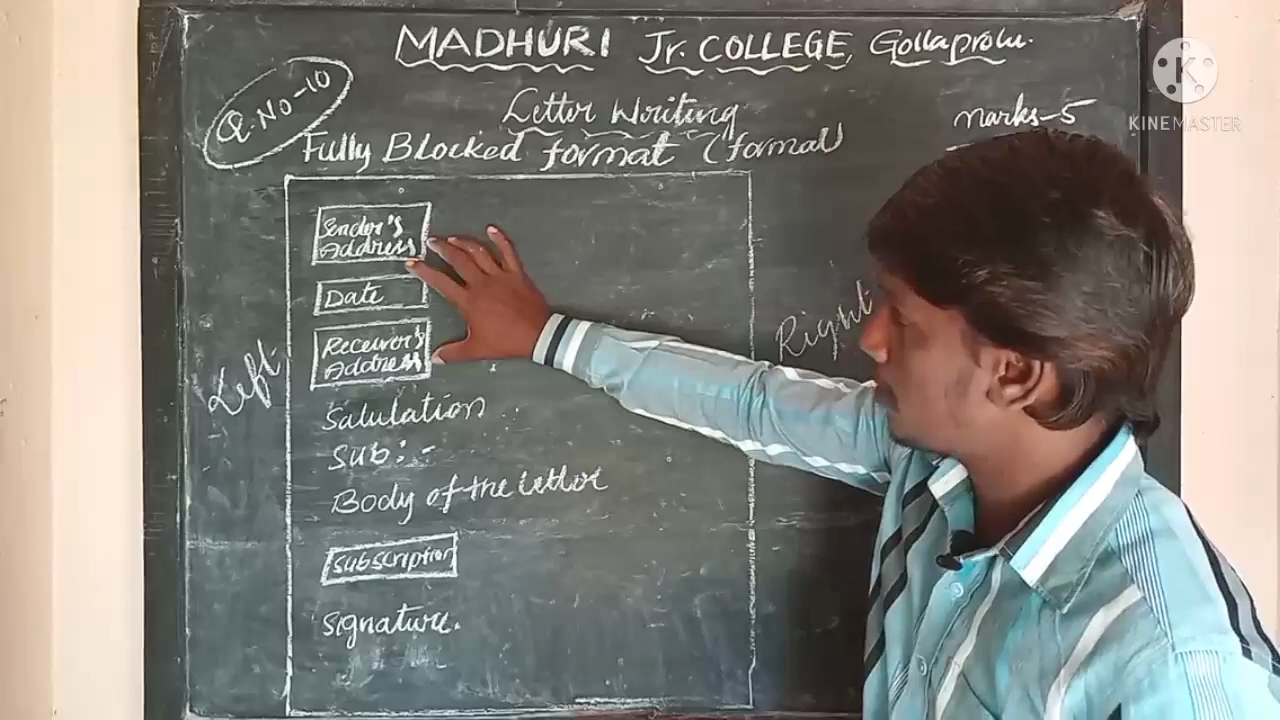 MADHURI Jr. COLLEGE, Gollaprolu.
Q.No-10
Letter Writing
Marks-5
Fully Blocked format (formal)
KINEMASTER
Sender's
Address
Date
Receiver's
Address
Left
Right
Salulation
Sub:-
Body of the letter
Subscription
Signature.